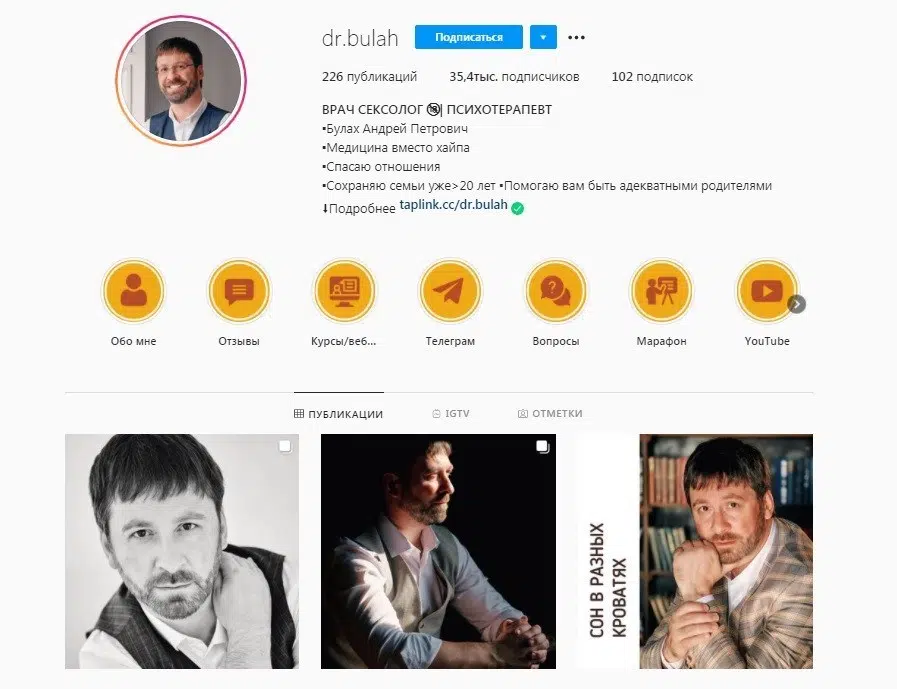 dr.bulah Подписаться
226 публикаций 35,4тыс. подписчиков 102 подписок
ВРАЧ СЕКСОЛОГ 🔞| ПСИХОТЕРАПЕВТ
▪Булах Андрей Петрович
▪Медицина вместо хайпа
▪Спасаю отношения
▪Сохраняю семьи уже>20 лет ▪Помогаю вам быть адекватными родителями
⬇Подробнее taplink.cc/dr.bulah
Обо мне Отзывы Курсы/веб... Телеграм Вопросы Марафон YouTube
ПУБЛИКАЦИИ IGTV ОТМЕТКИ
СОН В РАЗНЫХ
КРОВАТЯХ